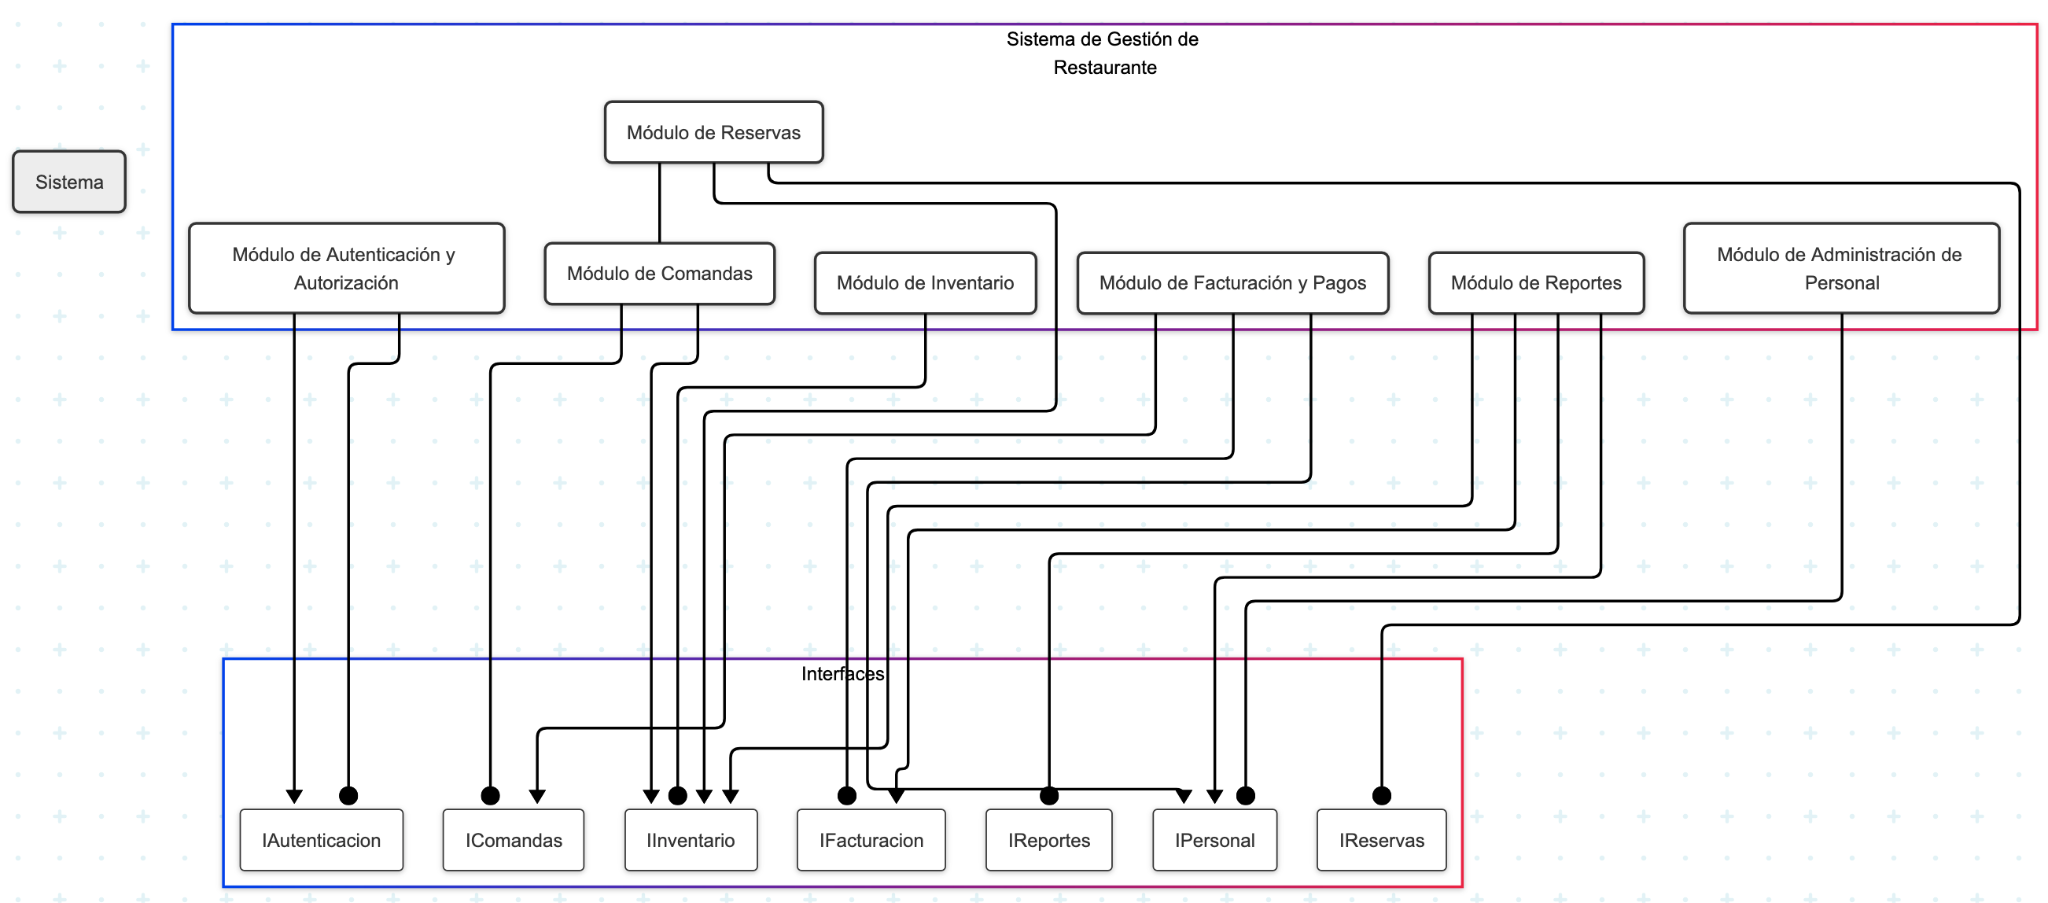 Sistema de Gestión de
Restaurante
Módulo de Reservas
Sistema
Módulo de Autenticación y
Autorización
Módulo de Comandas
Módulo de Inventario
Módulo de Facturación y Pagos
Módulo de Reportes
Módulo de Administración de
Personal
Interfaces
IAutenticacion
IComandas
IInventario
IFacturacion
IReportes
IPersonal
IReservas